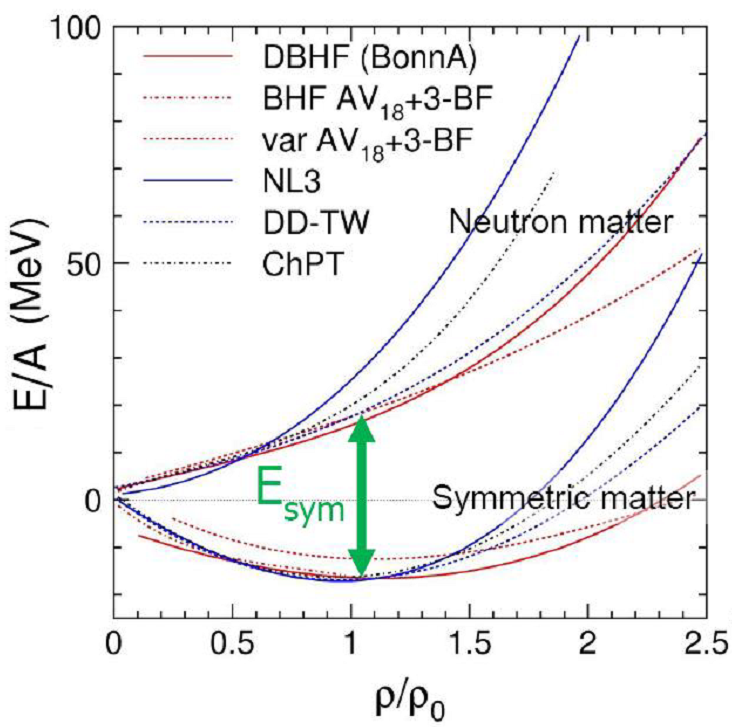 100
DBHF (BonnA)
BHF AV₁₈+3-BF
var AV₁₈+3-BF
NL3
DD-TW
ChPT
Neutron matter
50
E/A (MeV)
E_sym
0
Symmetric matter
0 0.5 1 1.5 2 2.5
ρ/ρ₀